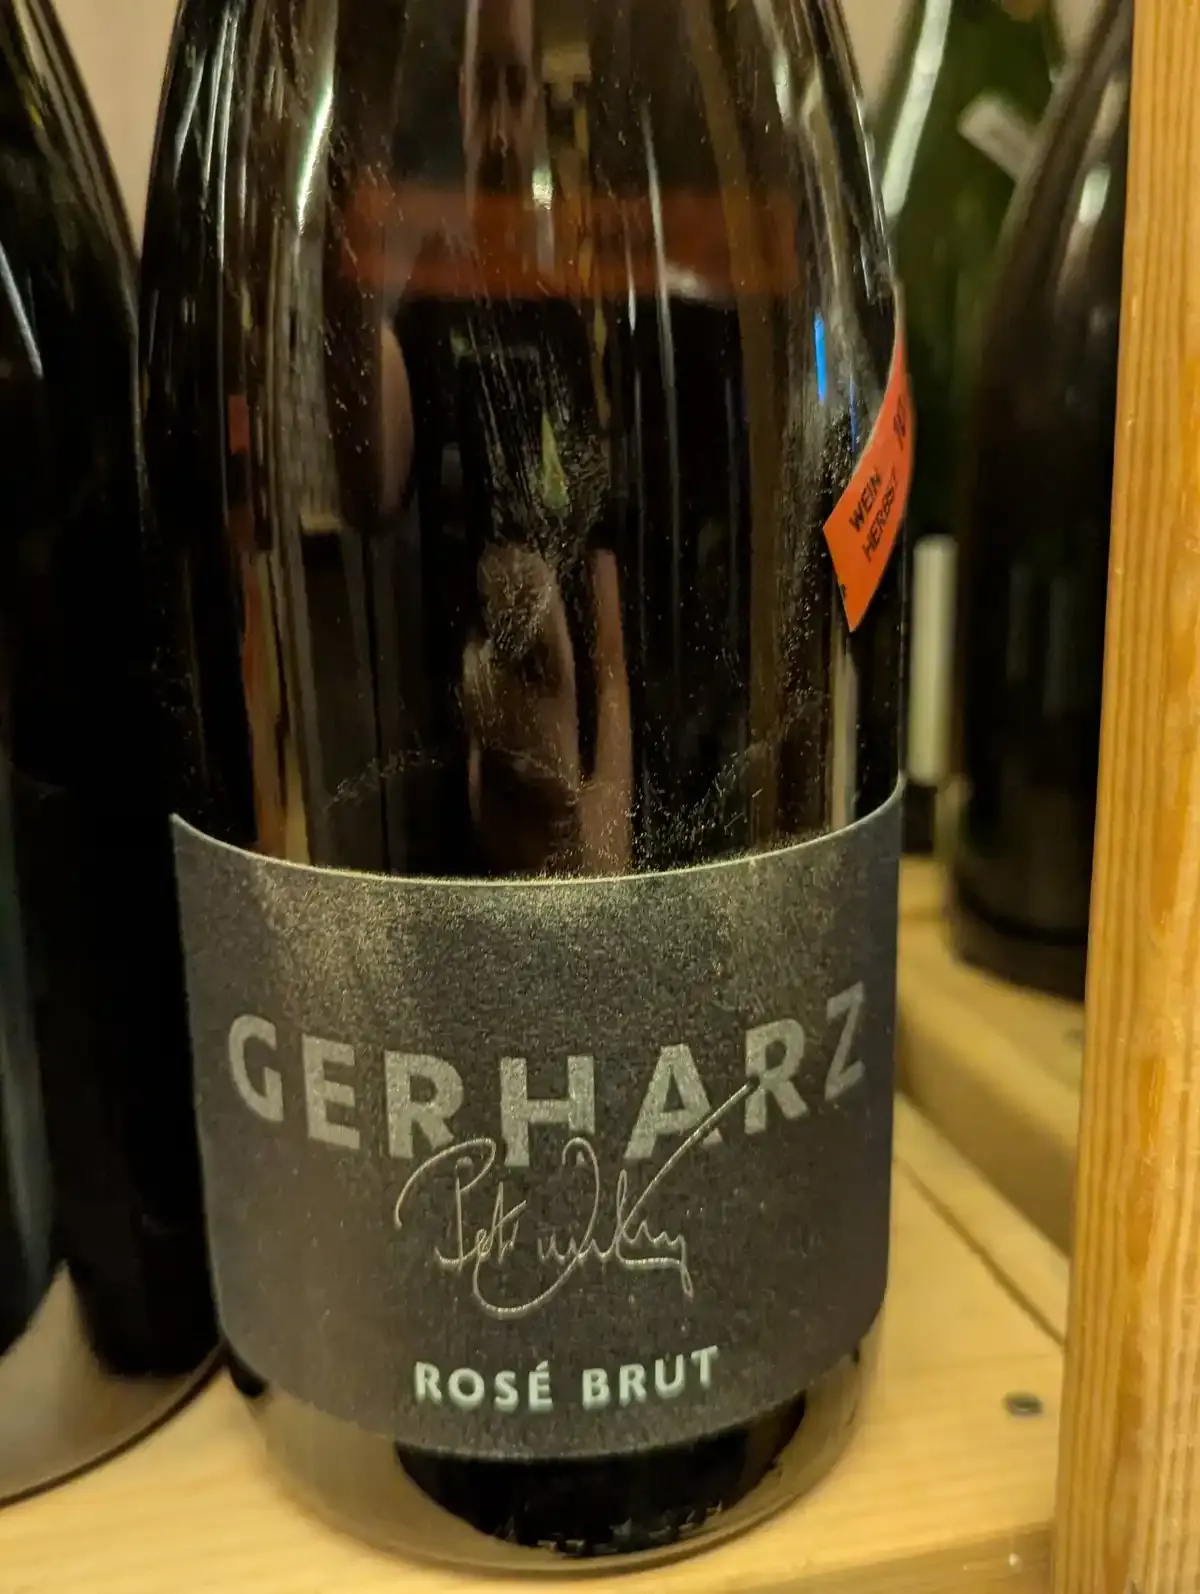 WEIN
HERBST
GERHARZ
ROSÉ BRUT